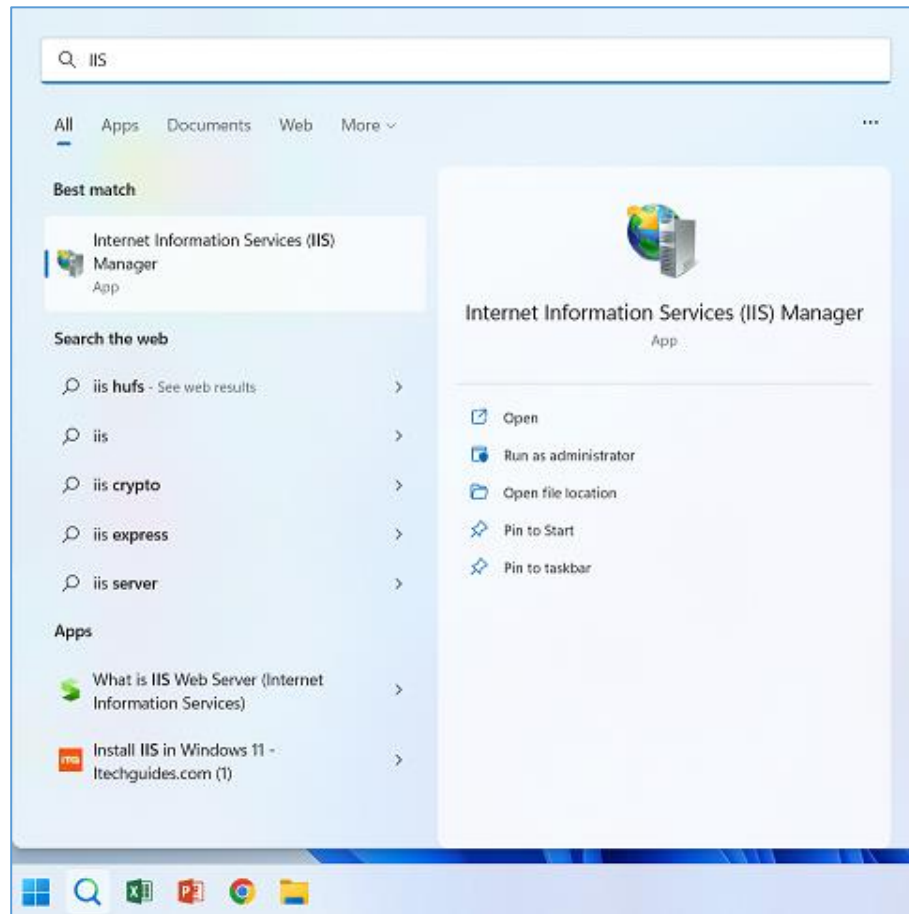 IIS
All Apps Documents Web More
Best match
Internet Information Services (IIS)
Manager
App
Search the web
iis hufs - See web results
iis
iis crypto
iis express
iis server
Apps
What is IIS Web Server (Internet
Information Services)
Install IIS in Windows 11 -
Itechguides.com (1)
Internet Information Services (IIS) Manager
App
Open
Run as administrator
Open file location
Pin to Start
Pin to taskbar